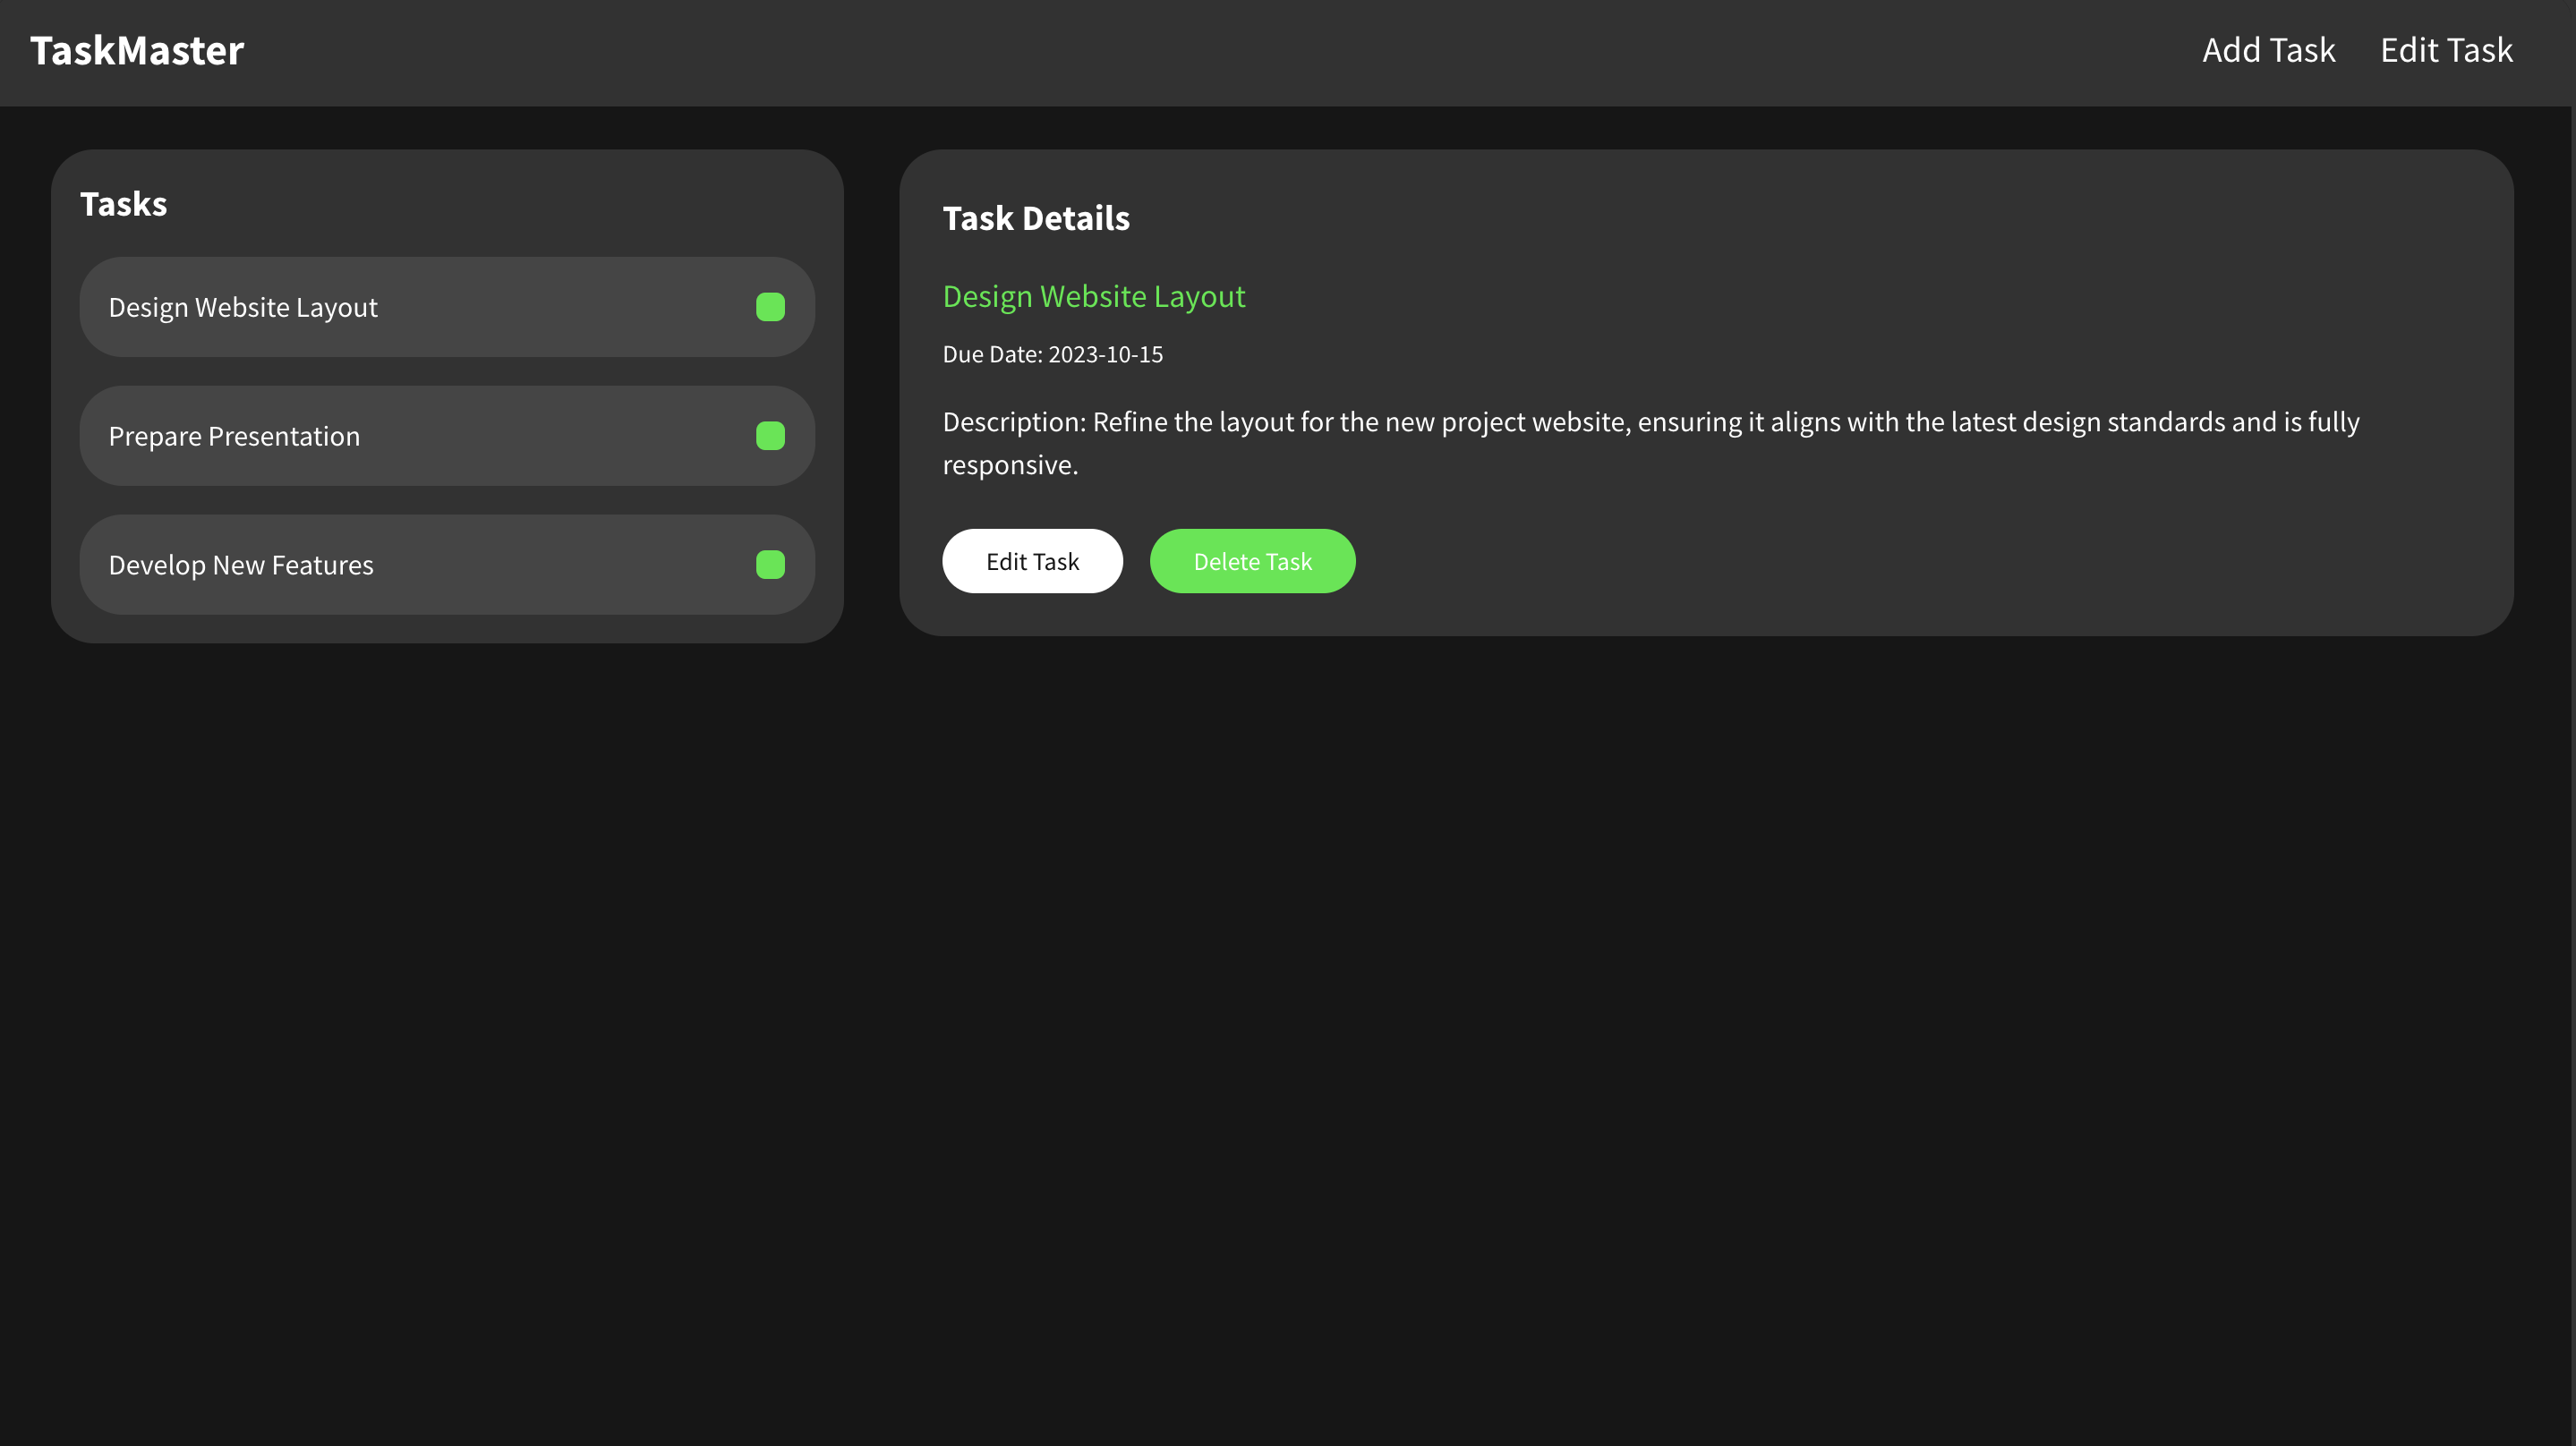 TaskMaster
Add Task
Edit Task
Tasks
Design Website Layout
Prepare Presentation
Develop New Features
Task Details
Design Website Layout
Due Date: 2023-10-15
Description: Refine the layout for the new project website, ensuring it aligns with the latest design standards and is fully
responsive.
Edit Task
Delete Task